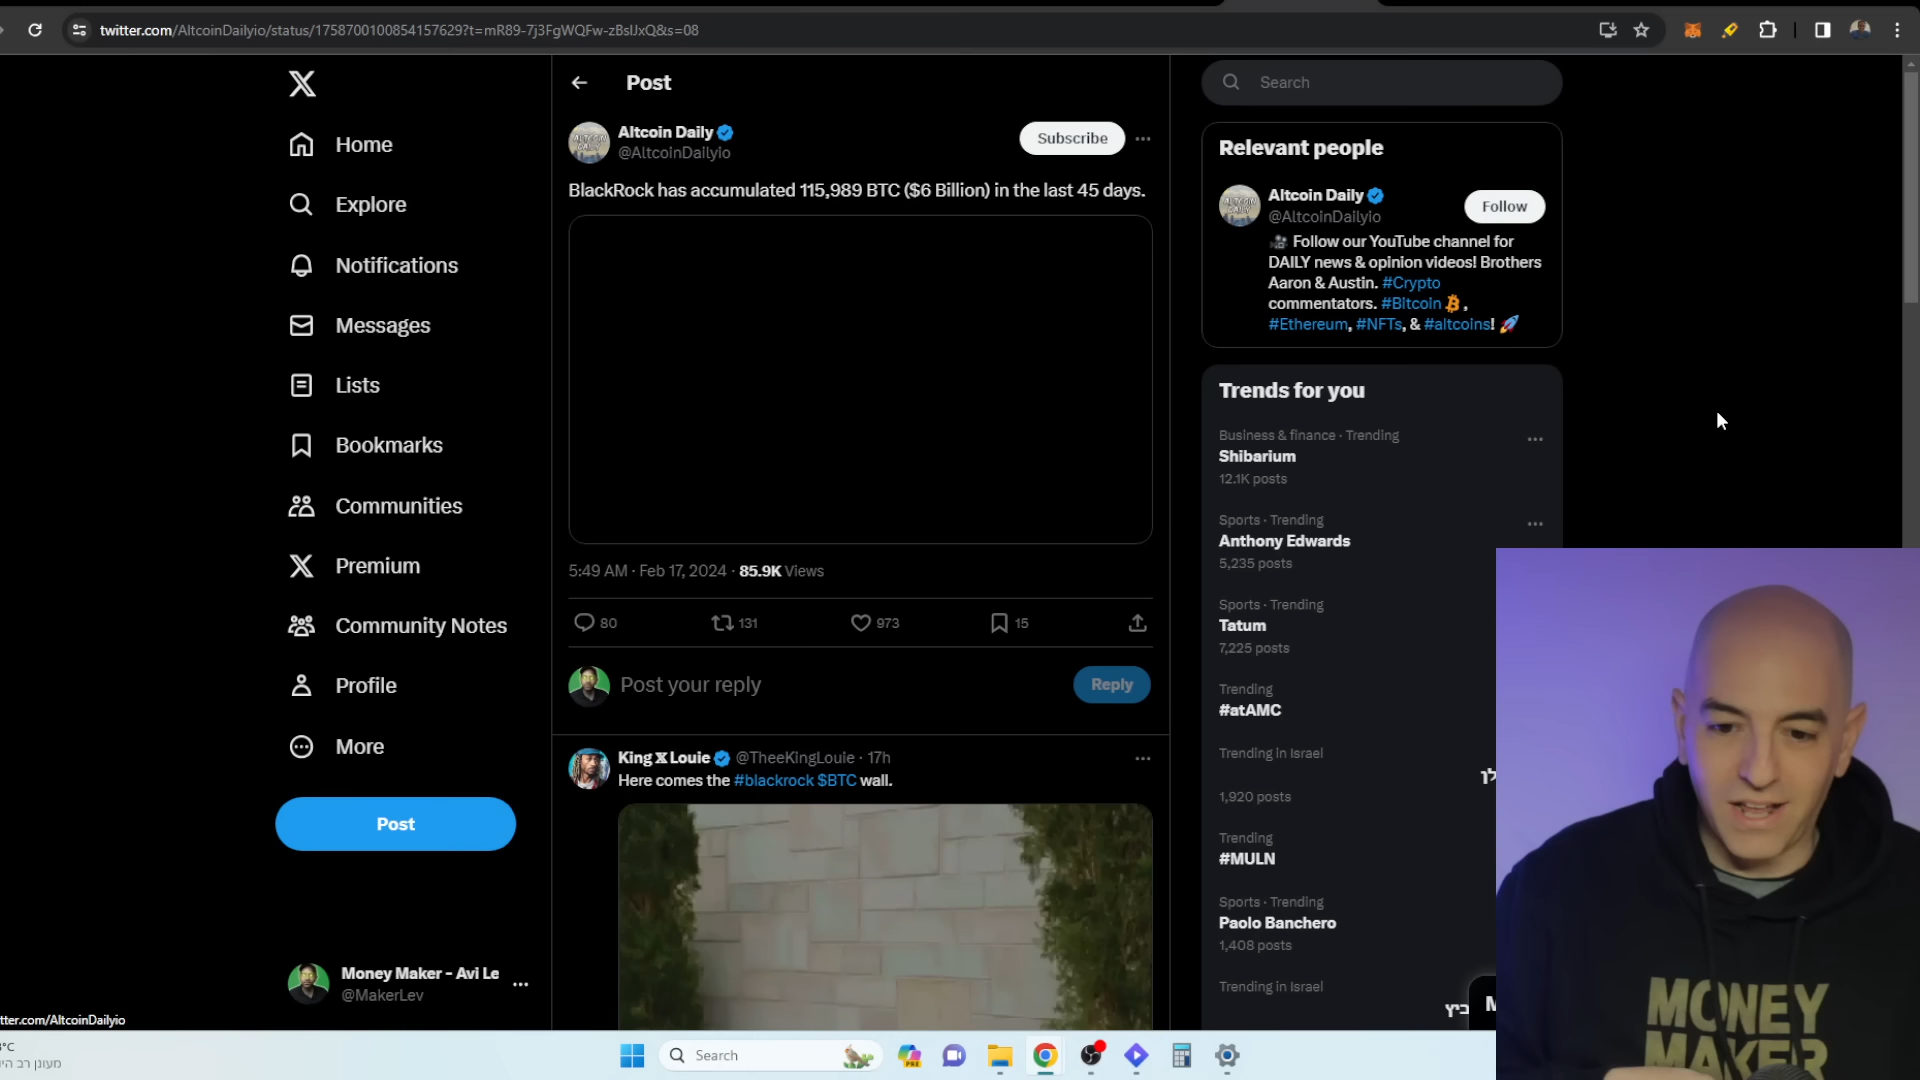 twitter.com/AltcoinDailyio/status/1758700100854157629?t=mR89-7j3FgWQFw-zBslJxQ&s=08
Home
Explore
Notifications
Messages
Lists
Bookmarks
Communities
Premium
Community Notes
Profile
More
Post
Money Maker - Avi Le
@MakerLev
Post
Altcoin Daily
@AltcoinDailyio
Subscribe
BlackRock has accumulated 115,989 BTC ($6 Billion) in the last 45 days.
5:49 AM · Feb 17, 2024 · 85.9K Views
80 131 973 15
Post your reply
Reply
King X Louie @TheeKingLouie · 17h
Here comes the #blackrock $BTC wall.
Search
Relevant people
Altcoin Daily
@AltcoinDailyio
Follow
Follow our YouTube channel for
DAILY news & opinion videos! Brothers
Aaron & Austin. #Crypto
commentators. #Bitcoin ,
#Ethereum, #NFTs, & #altcoins!
Trends for you
Business & finance · Trending
Shibarium
12.1K posts
Sports · Trending
Anthony Edwards
5,235 posts
Sports · Trending
Tatum
7,225 posts
Trending
#atAMC
Trending in Israel
1,920 posts
Trending
#MULN
Sports · Trending
Paolo Banchero
1,408 posts
Trending in Israel
MONEY
MAKER
tter.com/AltcoinDailyio
°C
מעונן רב הי
Search